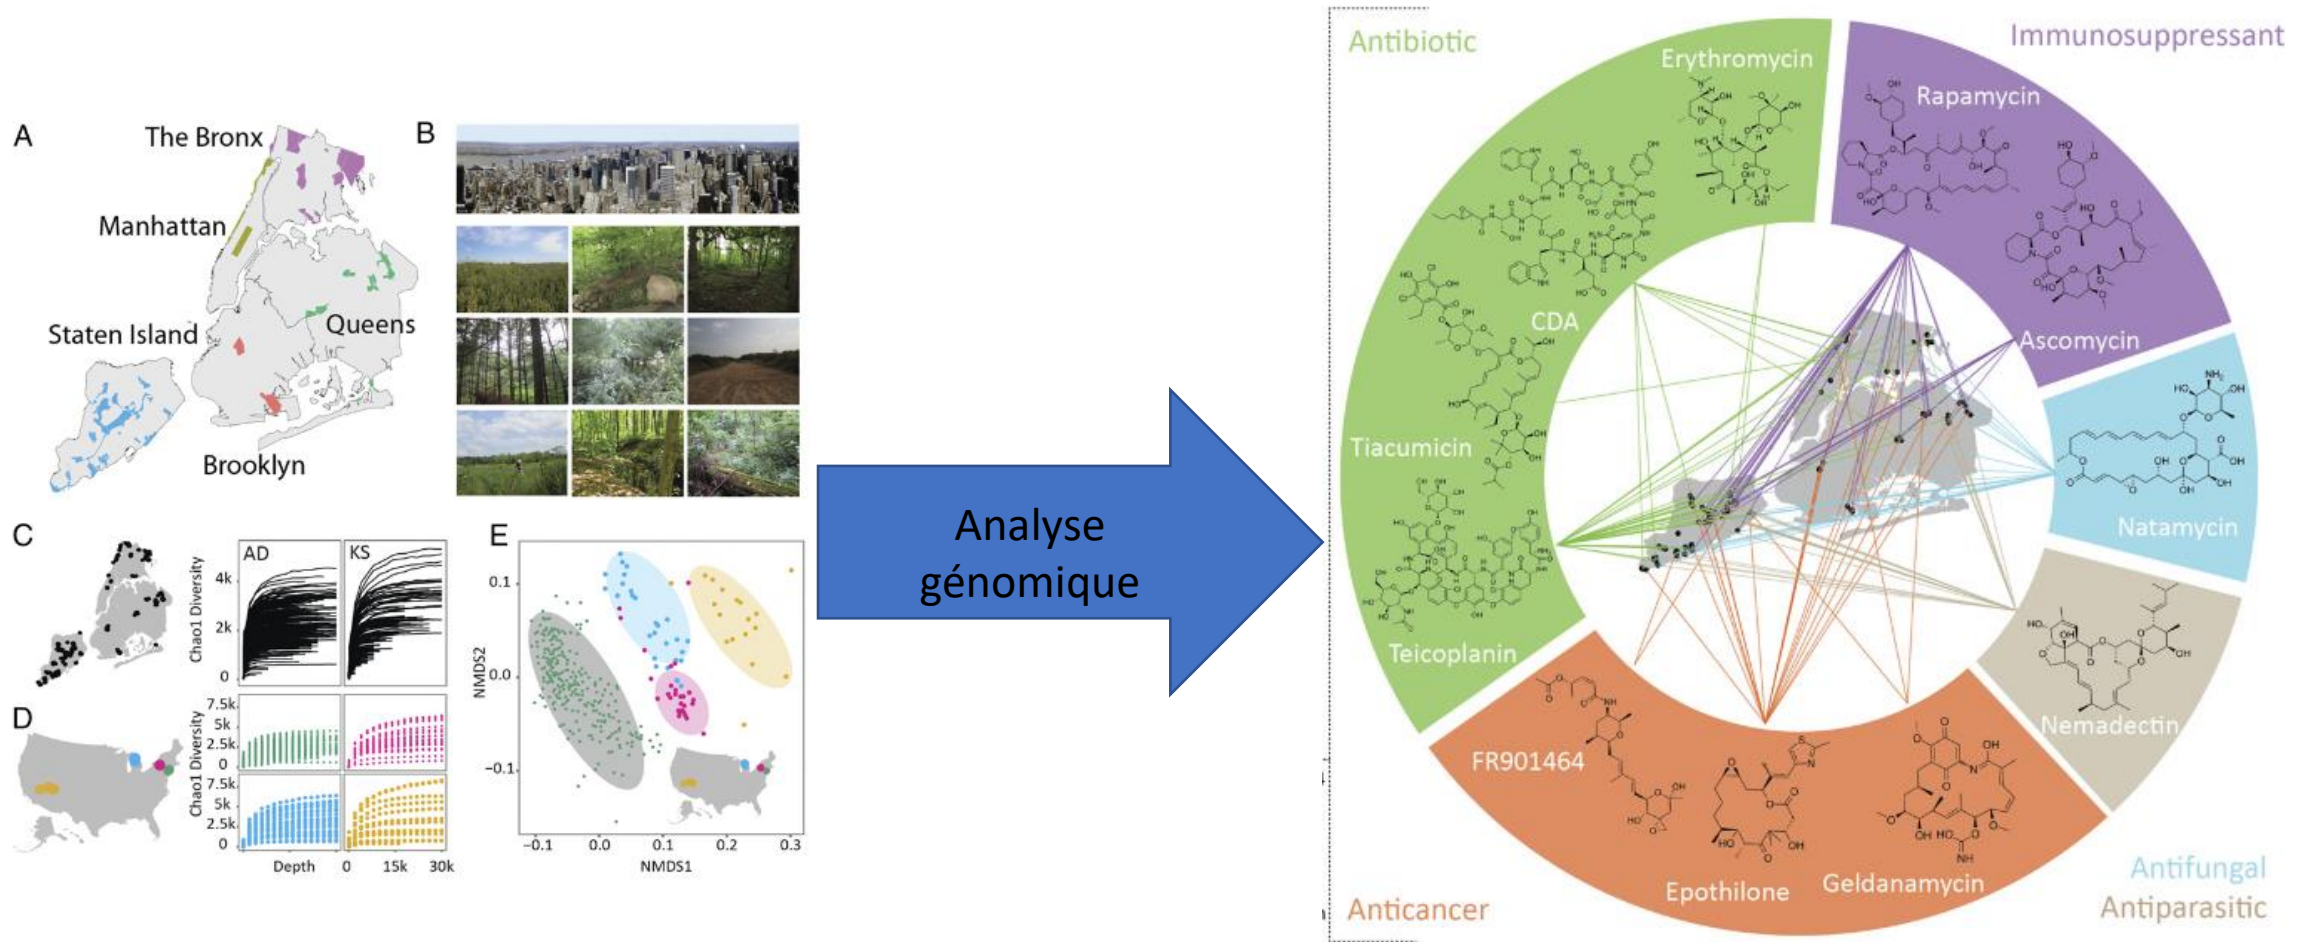 A
The Bronx
Manhattan
Staten Island
Queens
Brooklyn
B
C
AD
KS
Chao1 Diversity
4k
2k
0
D
Chao1 Diversity
7.5k
5k
2.5k
0
7.5k
5k
2.5k
0
Depth
0
15k
30k
E
NMDS2
0.1
0.0
−0.1
−0.1
0.0
0.1
0.2
0.3
NMDS1
Analyse
génomique
Antibiotic
Erythromycin
CDA
Tiacumicin
Teicoplanin
Immunosuppressant
Rapamycin
Ascomycin
Natamycin
Nemadectin
FR901464
Epothilone
Geldanamycin
Anticancer
Antifungal
Antiparasitic